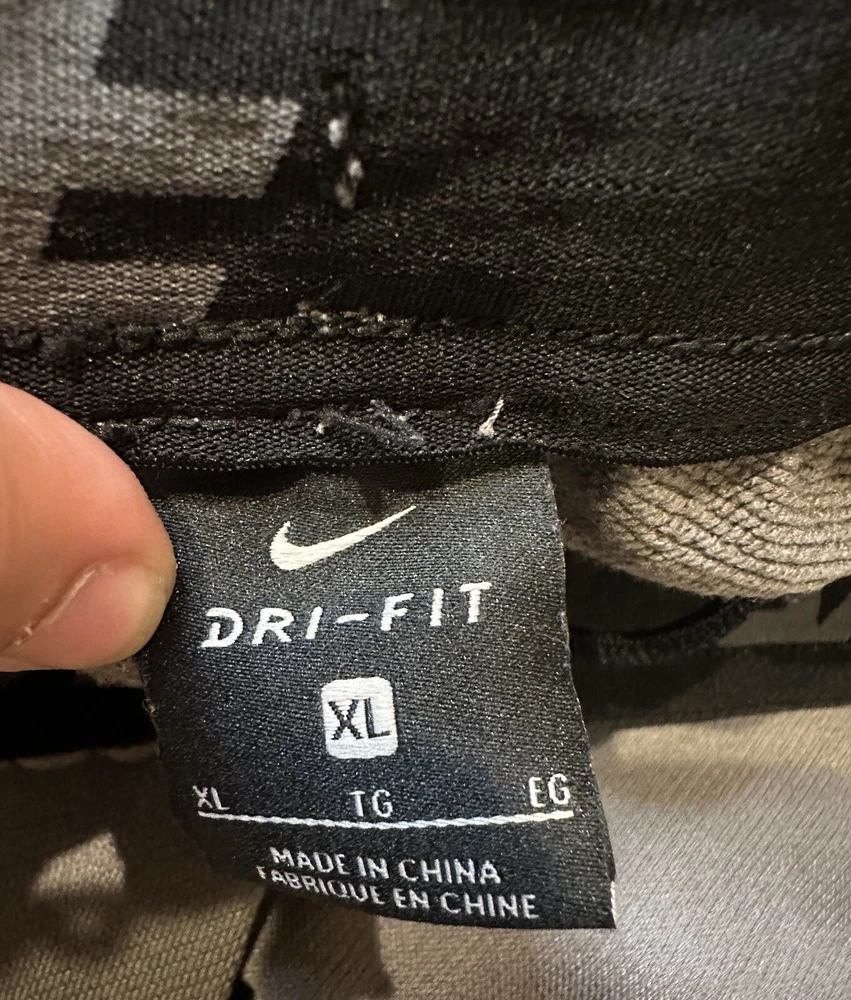 DRI-FIT
XL
XL TG EG
MADE IN CHINA
FABRIQUE EN CHINE